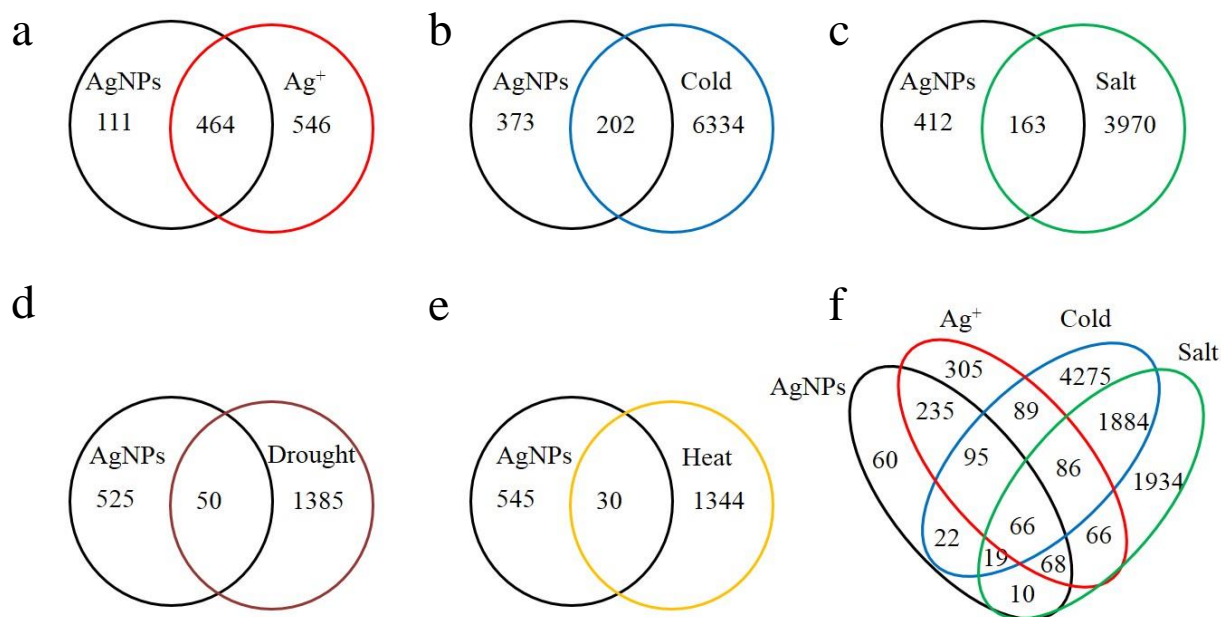 a
AgNPs Ag⁺
111 464 546
b
AgNPs Cold
373 202 6334
c
AgNPs Salt
412 163 3970
d
AgNPs Drought
525 50 1385
e
AgNPs Heat
545 30 1344
f
Ag⁺ Cold
Salt
AgNPs
305 4275
235 89 1884
60 95 86 1934
22 66 66
19 68
10